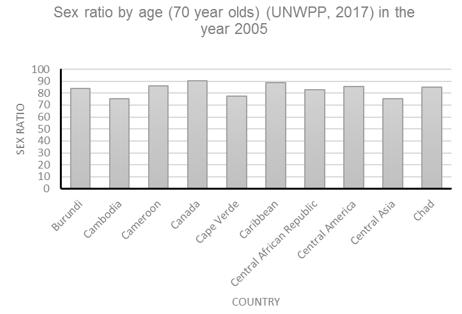 Sex ratio by age (70 year olds) (UNWPP, 2017) in the
year 2005
100
90
80
70
60
50
40
30
20
10
0
SEX RATIO
Burundi
Cambodia
Cameroon
Canada
Cape Verde
Caribbean
Central African Republic
Central America
Central Asia
Chad
COUNTRY